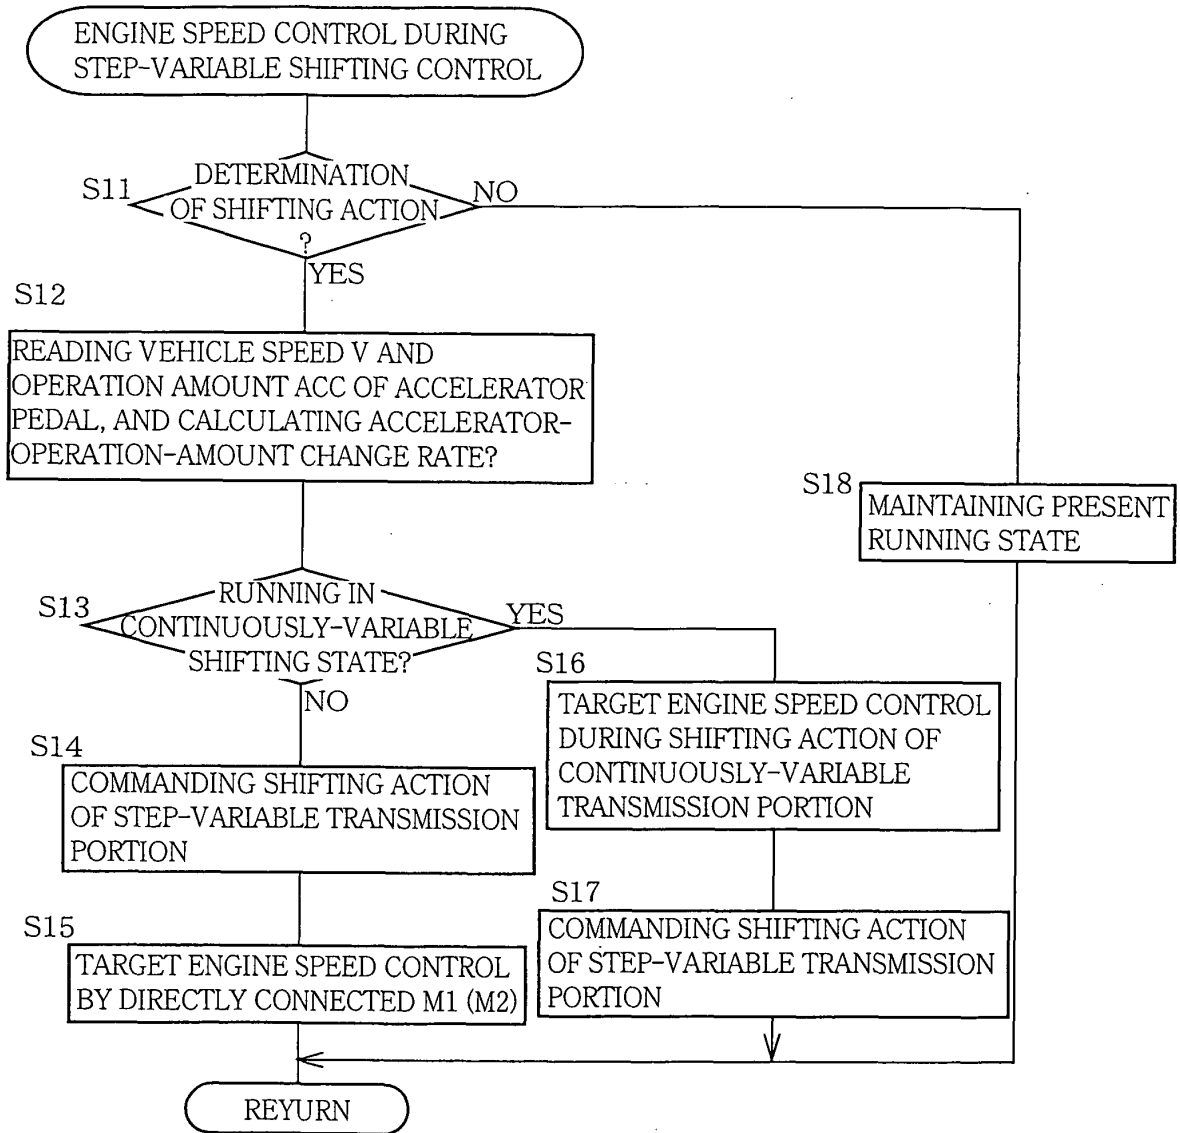 ENGINE SPEED CONTROL DURING
STEP-VARIABLE SHIFTING CONTROL
S11
DETERMINATION
OF SHIFTING ACTION
?
NO
YES
S12
READING VEHICLE SPEED V AND
OPERATION AMOUNT ACC OF ACCELERATOR
PEDAL, AND CALCULATING ACCELERATOR-
OPERATION-AMOUNT CHANGE RATE?
S18
MAINTAINING PRESENT
RUNNING STATE
S13
RUNNING IN
CONTINUOUSLY-VARIABLE
SHIFTING STATE?
YES
NO
S14
COMMANDING SHIFTING ACTION
OF STEP-VARIABLE TRANSMISSION
PORTION
S15
TARGET ENGINE SPEED CONTROL
BY DIRECTLY CONNECTED M1 (M2)
S16
TARGET ENGINE SPEED CONTROL
DURING SHIFTING ACTION OF
CONTINUOUSLY-VARIABLE
TRANSMISSION PORTION
S17
COMMANDING SHIFTING ACTION
OF STEP-VARIABLE TRANSMISSION
PORTION
REYURN